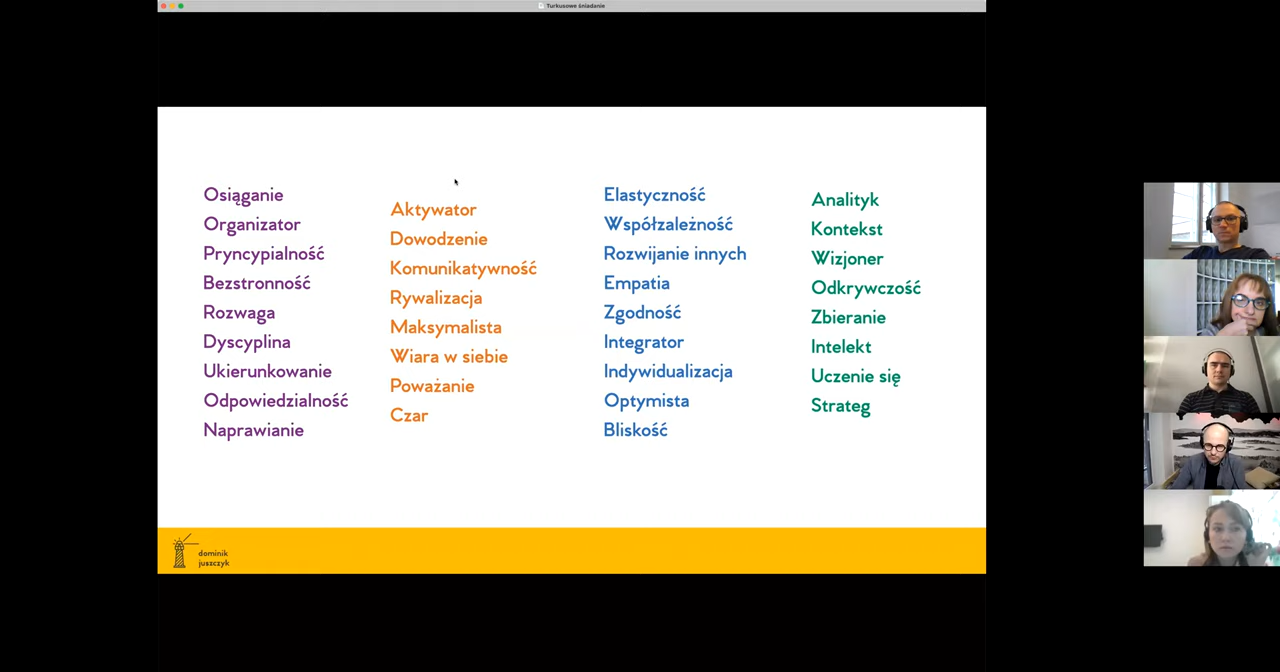 Turkusowe śniadanie
Osiąganie
Organizator
Pryncypialność
Bezstronność
Rozwaga
Dyscyplina
Ukierunkowanie
Odpowiedzialność
Naprawianie
Aktywator
Dowodzenie
Komunikatywność
Rywalizacja
Maksymalista
Wiara w siebie
Poważanie
Czar
Elastyczność
Współzależność
Rozwijanie innych
Empatia
Zgodność
Integrator
Indywidualizacja
Optymista
Bliskość
Analityk
Kontekst
Wizjoner
Odkrywczość
Zbieranie
Intelekt
Uczenie się
Strateg
dominik
juszczyk